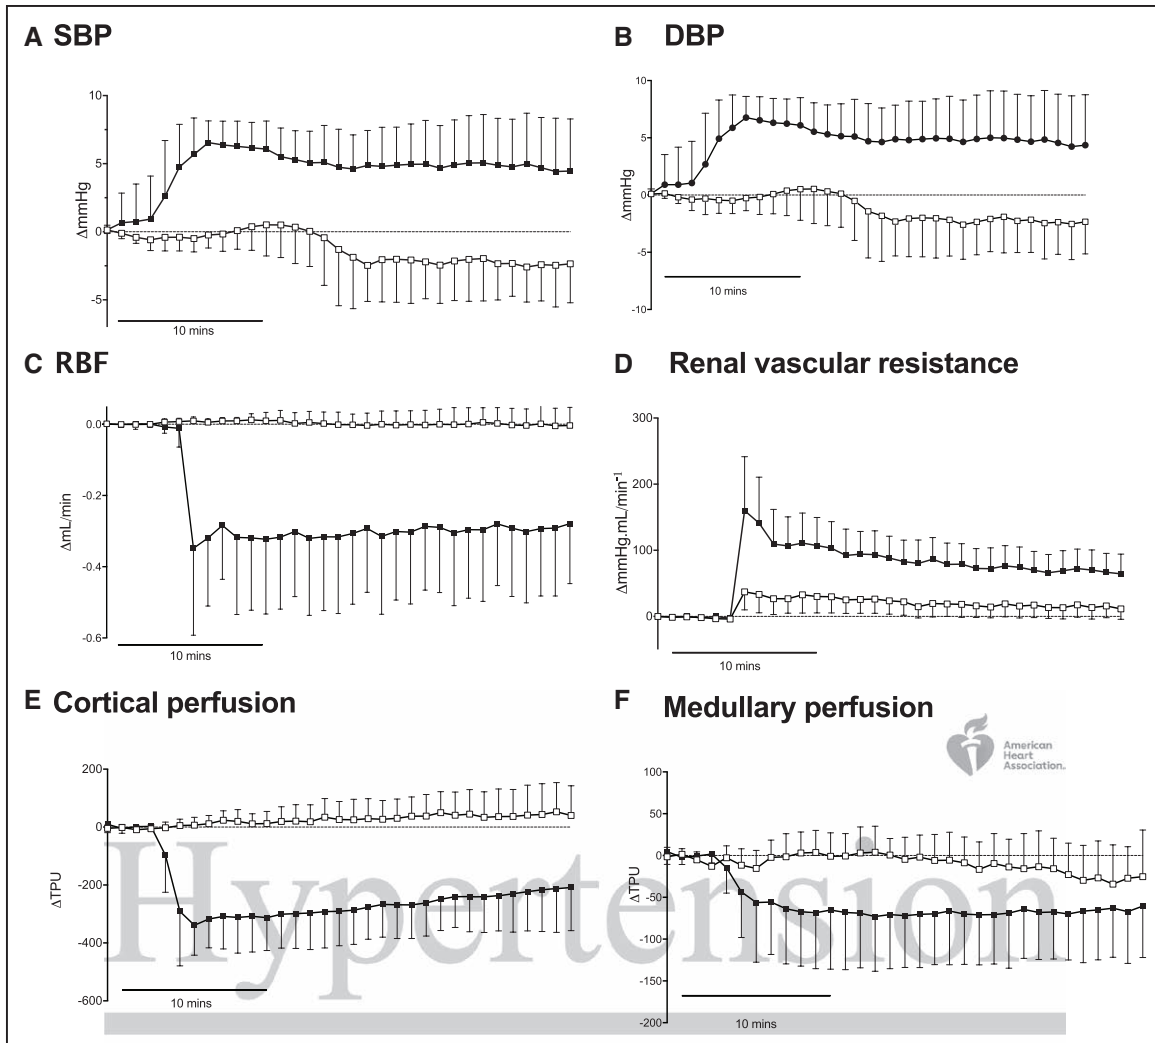 A SBP
B DBP
10
5
0
-5
ΔmmHg
10 mins
10
5
0
-5
-10
ΔmmHg
10 mins
C RBF
D Renal vascular resistance
0.0
-0.2
-0.4
-0.6
ΔmL/min
10 mins
300
200
100
0
ΔmmHg.mL/min⁻¹
10 mins
E Cortical perfusion
F Medullary perfusion
American
Heart
Association.
200
0
-200
-400
-600
ΔTPU
10 mins
100
50
0
-50
-100
-150
-200
ΔTPU
10 mins
Hypertension